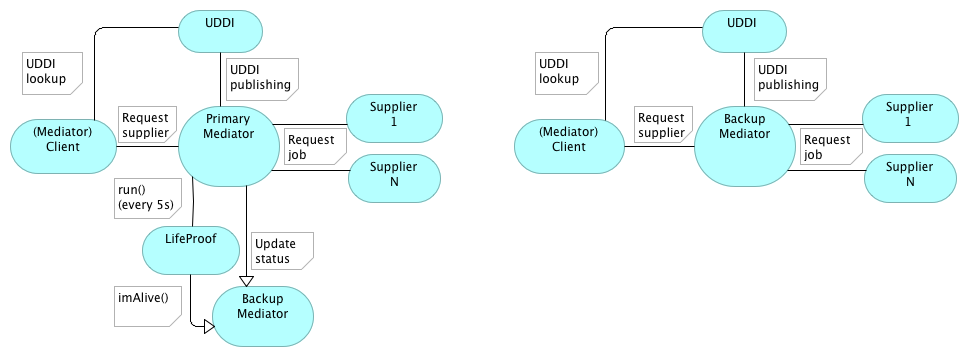 UDDI
UDDI
lookup
UDDI
publishing
Primary
Mediator
Supplier
1
Request
supplier
(Mediator)
Client
Request
job
Supplier
N
run()
(every 5s)
LifeProof
Update
status
imAlive()
Backup
Mediator
UDDI
UDDI
lookup
UDDI
publishing
Backup
Mediator
Supplier
1
Request
supplier
(Mediator)
Client
Request
job
Supplier
N